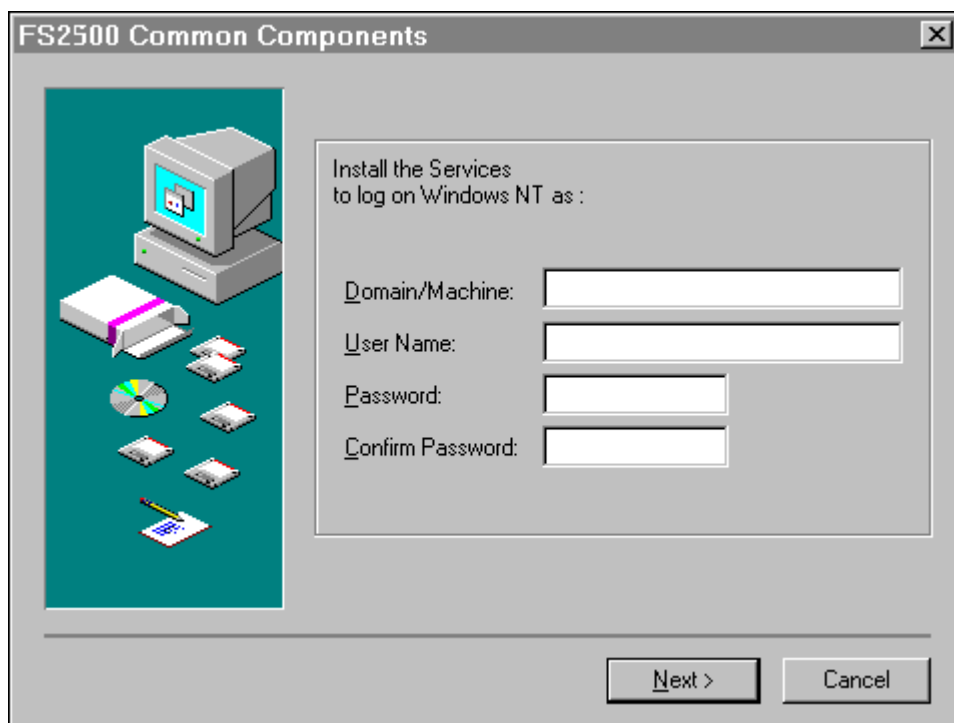 FS2500 Common Components
Install the Services
to log on Windows NT as :
Domain/Machine:
User Name:
Password:
Confirm Password:
Next >
Cancel